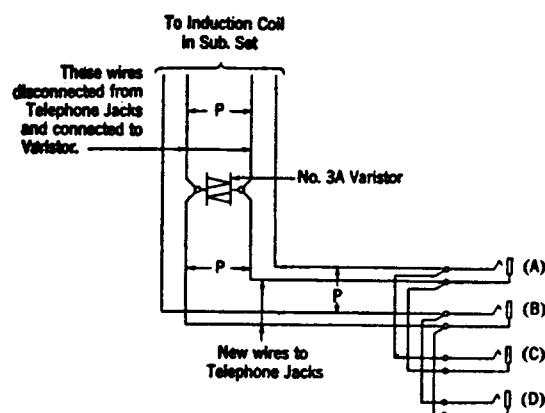 To Induction Coil
in Sub. Set
These wires
disconnected from
Telephone Jacks
and connected to
Varistor.
P
No. 3A Varistor
P
P
(A)
(B)
New wires to
Telephone Jacks
(C)
(D)